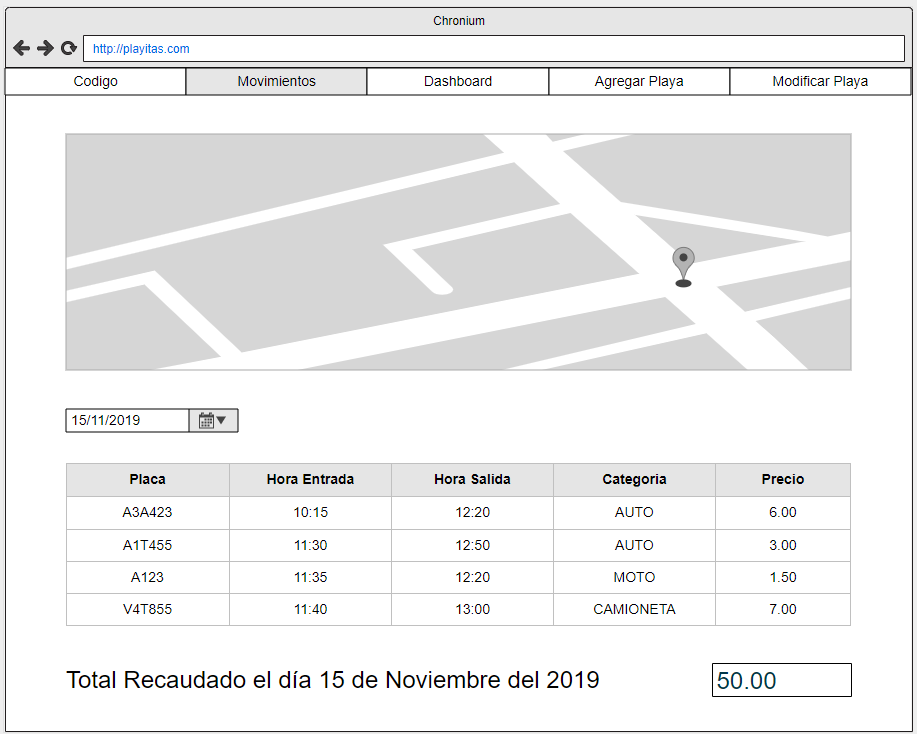 Chronium
http://playitas.com
Codigo Movimientos Dashboard Agregar Playa Modificar Playa
15/11/2019
Placa Hora Entrada Hora Salida Categoria Precio
A3A423 10:15 12:20 AUTO 6.00
A1T455 11:30 12:50 AUTO 3.00
A123 11:35 12:20 MOTO 1.50
V4T855 11:40 13:00 CAMIONETA 7.00
Total Recaudado el día 15 de Noviembre del 2019 50.00